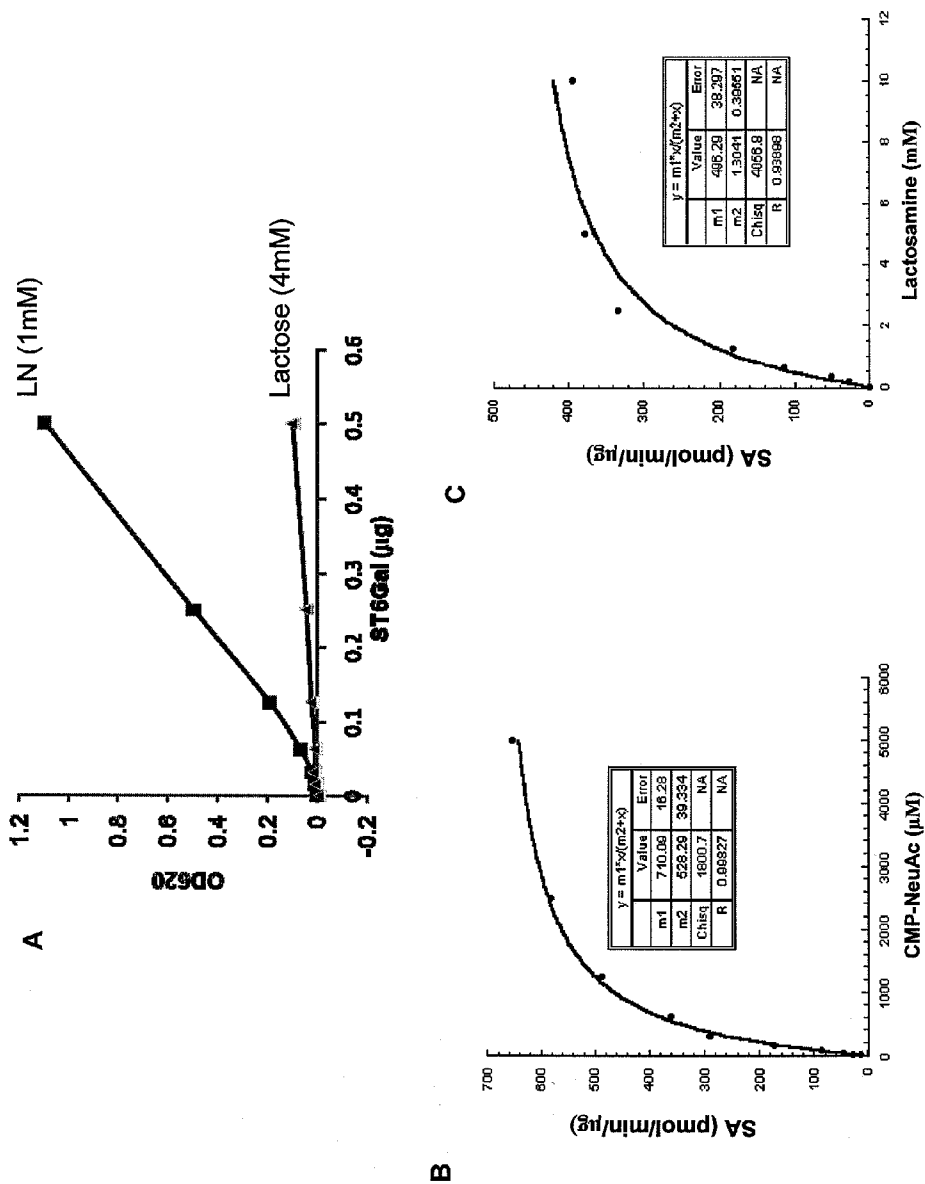 A
1.2
1
0.8
0.6
0.4
0.2
0
-0.2
OD620
0 0.1 0.2 0.3 0.4 0.5 0.6
ST6Gal (µg)
LN (1mM)
Lactose (4mM)
B
700
600
500
400
300
200
100
0
SA (pmol/min/µg)
0 1000 2000 3000 4000 5000 6000
CMP-NeuAc (µM)
y = m1*x/(m2+x)
Value Error
m1 710.09 16.28
m2 528.29 39.334
Chisq 1800.7 NA
R 0.99827 NA
C
500
400
300
200
100
0
SA (pmol/min/µg)
0 2 4 6 8 10 12
Lactosamine (mM)
y = m1*x/(m2+x)
Value Error
m1 496.29 38.297
m2 1.8041 0.39651
Chisq 4056.9 NA
R 0.98898 NA